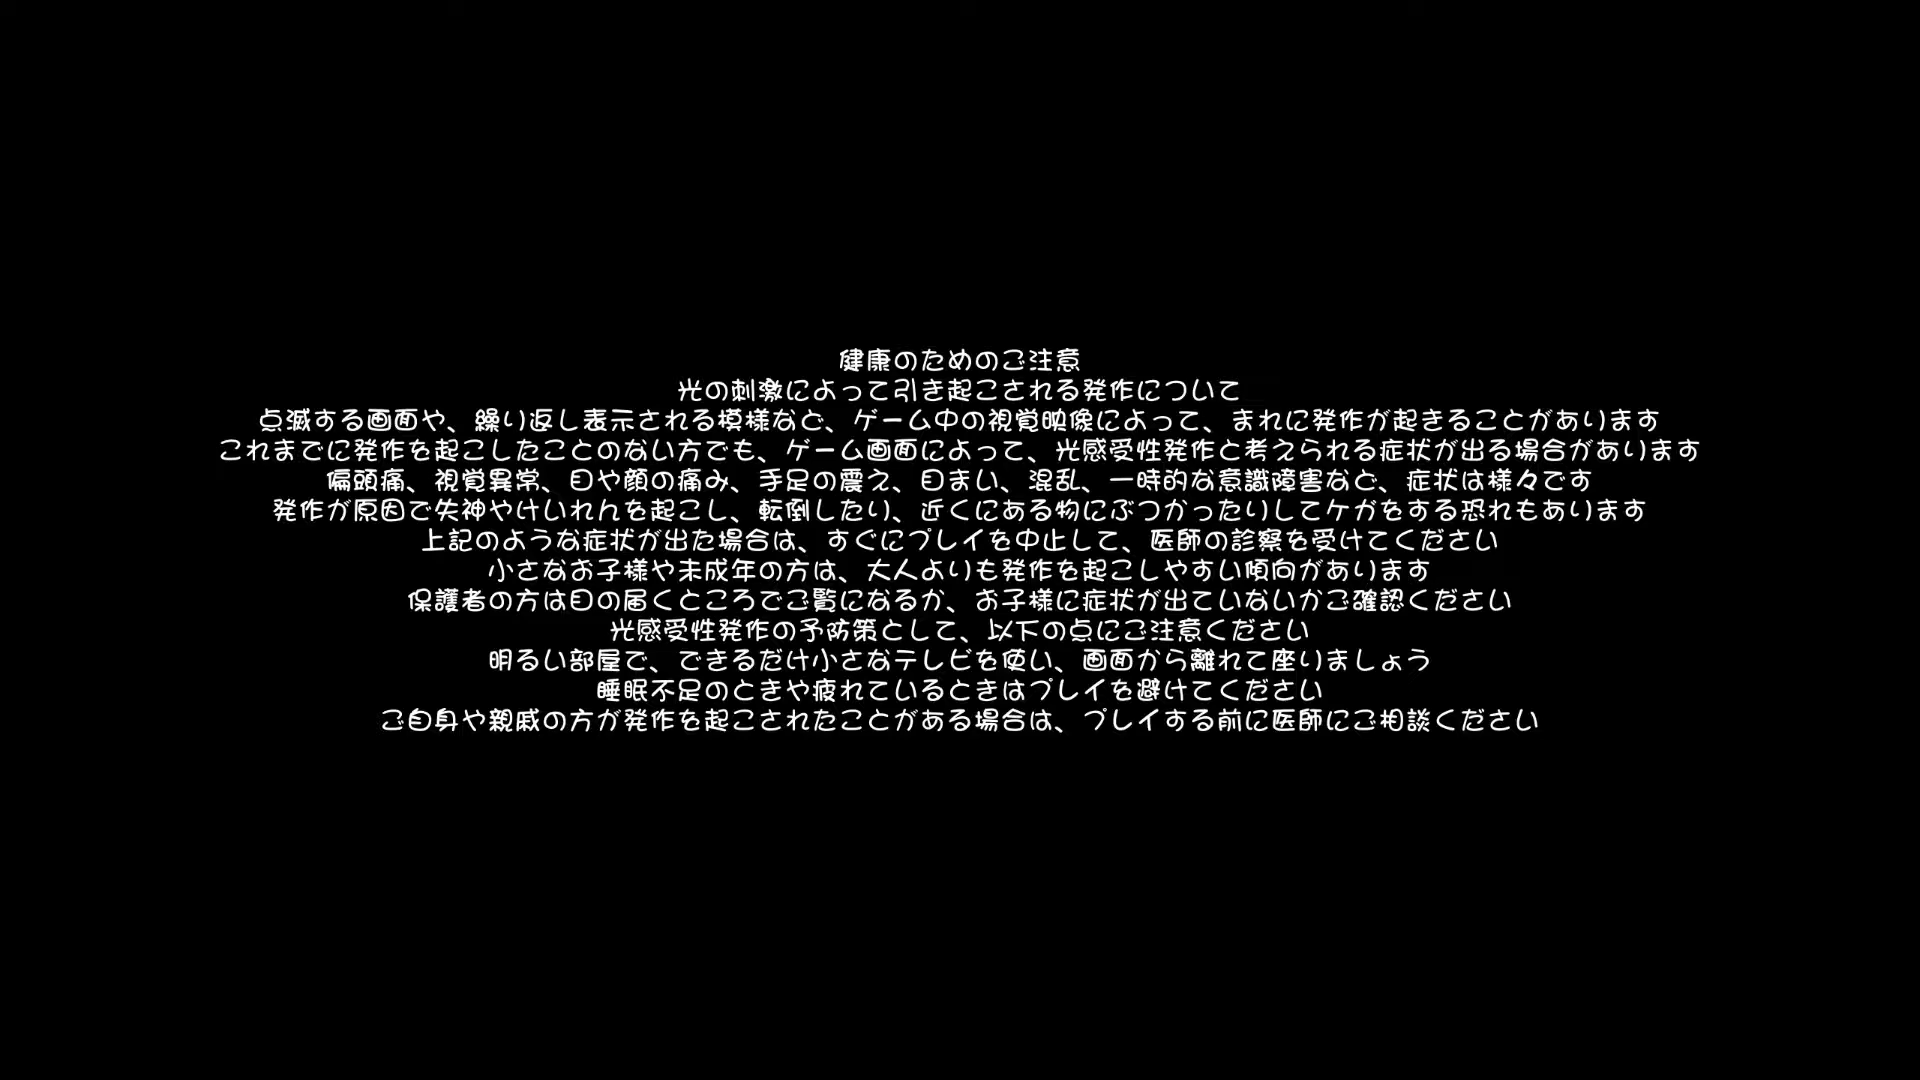 健康のためのご注意
光の刺激によって引き起こされる発作について
点滅する画面や、繰り返し表示される模様など、ゲーム中の視覚映像によって、まれに発作が起きることがあります
これまでに発作を起こしたことのない方でも、ゲーム画面によって、光感受性発作と考えられる症状が出る場合があります
偏頭痛、視覚異常、目や顔の痛み、手足の震え、目まい、混乱、一時的な意識障害など、症状は様々です
発作が原因で失神やけいれんを起こし、転倒したり、近くにある物にぶつかったりしてケガをする恐れもあります
上記のような症状が出た場合は、すぐにプレイを中止して、医師の診察を受けてください
小さなお子様や未成年の方は、大人よりも発作を起こしやすい傾向があります
保護者の方は目の届くところでご覧になるか、お子様に症状が出ていないかご確認ください
光感受性発作の予防策として、以下の点にご注意ください
明るい部屋で、できるだけ小さなテレビを使い、画面から離れて座りましょう
睡眠不足のときや疲れているときはプレイを避けてください
ご自身や親戚の方が発作を起こされたことがある場合は、プレイする前に医師にご相談ください